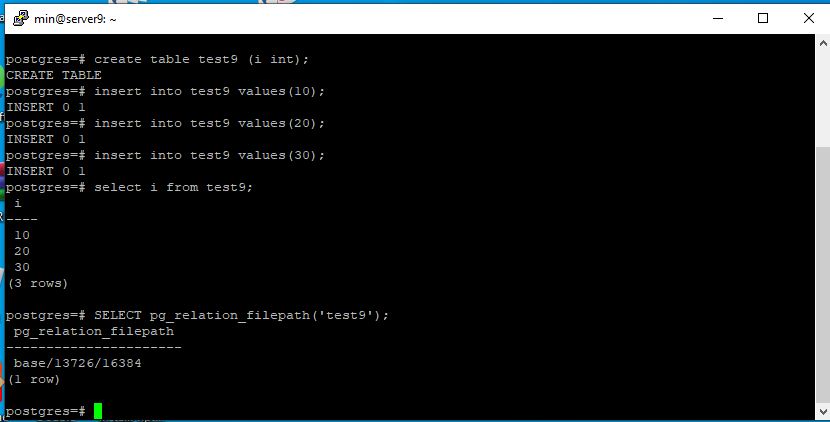 min@server9: ~
postgres=# create table test9 (i int);
CREATE TABLE
postgres=# insert into test9 values(10);
INSERT 0 1
postgres=# insert into test9 values(20);
INSERT 0 1
postgres=# insert into test9 values(30);
INSERT 0 1
postgres=# select i from test9;
 i
----
 10
 20
 30
(3 rows)
postgres=# SELECT pg_relation_filepath('test9');
 pg_relation_filepath
----------------------
 base/13726/16384
(1 row)
postgres=#